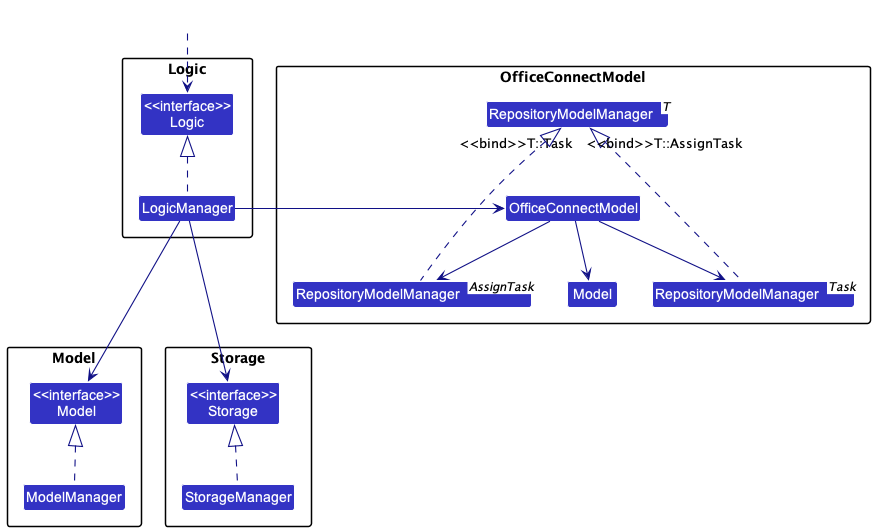 Logic
<<interface>>
Logic
LogicManager
OfficeConnectModel
RepositoryModelManager T
<<bind>>T::Task
<<bind>>T::AssignTask
OfficeConnectModel
RepositoryModelManager AssignTask
Model
RepositoryModelManager Task
Model
<<interface>>
Model
ModelManager
Storage
<<interface>>
Storage
StorageManager